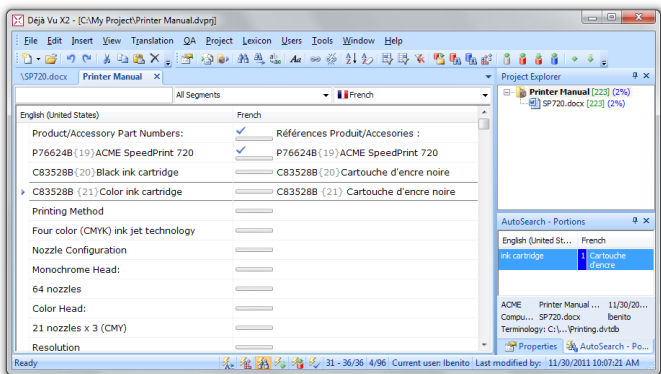 Déjà Vu X2 - [C:\My Project\Printer Manual.dvprj]
File Edit Insert View Translation QA Project Lexicon Users Tools Window Help
\SP720.docx Printer Manual × Project Explorer
All Segments French
English (United States) French
Product/Accessory Part Numbers: Références Produit/Accesories :
P76624B{19}ACME SpeedPrint 720 P76624B{19}ACME SpeedPrint 720
C83528B{20}Black ink cartridge C83528B{20}Cartouche d'encre noire
C83528B {21}Color ink cartridge C83528B {21} Cartouche d'encre noire
Printing Method
Four color (CMYK) ink jet technology
Nozzle Configuration
Monochrome Head:
64 nozzles
Color Head:
21 nozzles x 3 (CMY)
Resolution
Printer Manual [223] (2%)
SP720.docx [223] (2%)
AutoSearch - Portions
English (United St... French
ink cartridge 1 Cartouche
d'encre
ACME Printer Manual ... 11/30/20...
Compu... SP720.docx lbenito
Terminology: C:\...\Printing.dvtdb
Properties AutoSearch - Po...
Ready 31 - 36/36 4/96 Current user: lbenito Last modified by: 11/30/2011 10:07:21 AM